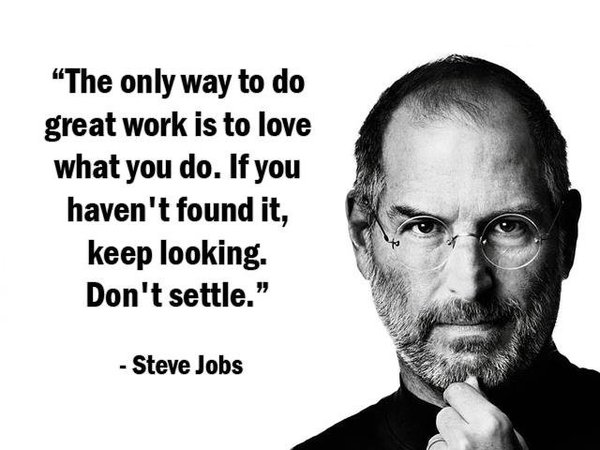 “The only way to do
great work is to love
what you do. If you
haven't found it,
keep looking.
Don't settle.”
- Steve Jobs